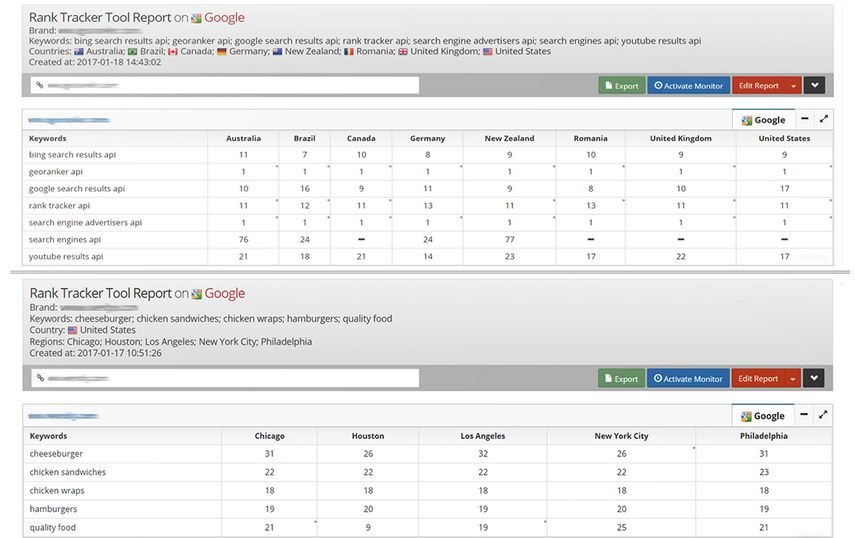 Rank Tracker Tool Report on Google
Brand:
Keywords: bing search results api; georanker api; google search results api; rank tracker api; search engine advertisers api; search engines api; youtube results api
Countries: Australia; Brazil; Canada; Germany; New Zealand; Romania; United Kingdom; United States
Created at: 2017-01-18 14:43:02
Export Activate Monitor Edit Report
Google
Keywords Australia Brazil Canada Germany New Zealand Romania United Kingdom United States
bing search results api 11 7 10 8 9 10 9 9
georanker api 1 1 1 1 1 1 1 1
google search results api 10 16 9 11 9 8 10 17
rank tracker api 11 12 11 13 11 13 11 11
search engine advertisers api 1 1 1 1 1 1 1 1
search engines api 76 24 – 24 77 – – –
youtube results api 21 18 21 14 23 17 22 17
Rank Tracker Tool Report on Google
Brand:
Keywords: cheeseburger; chicken sandwiches; chicken wraps; hamburgers; quality food
Country: United States
Regions: Chicago; Houston; Los Angeles; New York City; Philadelphia
Created at: 2017-01-17 10:51:26
Export Activate Monitor Edit Report
Google
Keywords Chicago Houston Los Angeles New York City Philadelphia
cheeseburger 31 26 32 26 31
chicken sandwiches 22 22 22 22 23
chicken wraps 18 18 18 18 18
hamburgers 19 20 19 20 19
quality food 21 9 19 25 21